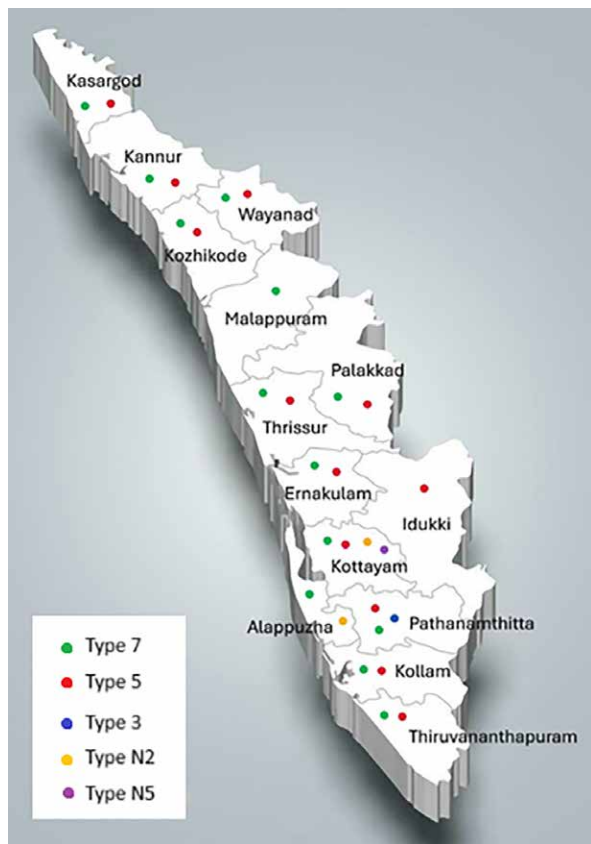 Kasargod
Kannur
Wayanad
Kozhikode
Malappuram
Palakkad
Thrissur
Ernakulam
Idukki
Kottayam
Alappuzha
Pathanamthitta
Kollam
Thiruvananthapuram
Type 7
Type 5
Type 3
Type N2
Type N5